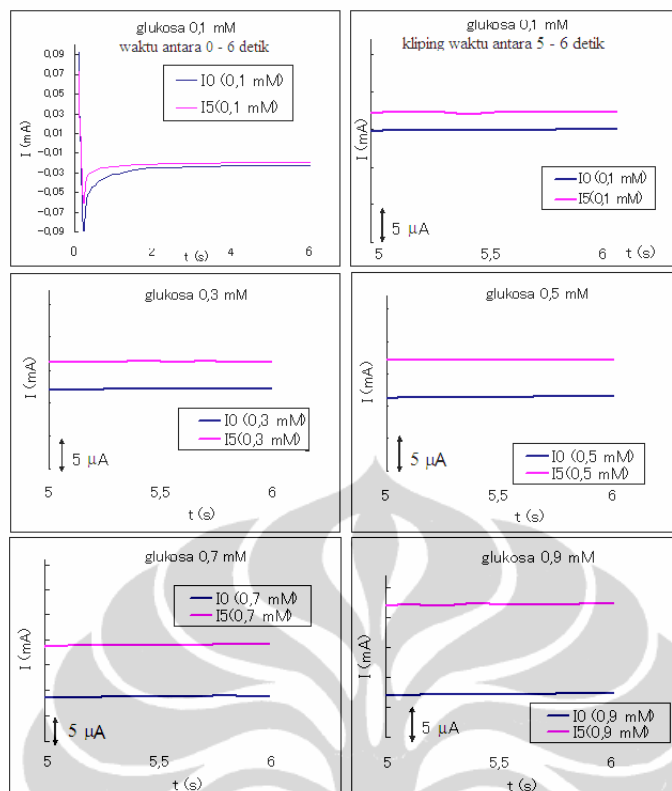 glukosa 0,1 mM
waktu antara 0 - 6 detik
I0 (0,1 mM)
I5(0,1 mM)
0,09
0,07
0,05
0,03
0,01
-0,01
-0,03
-0,05
-0,07
-0,09
I (mA)
0
2
4
6
t (s)
glukosa 0,1 mM
kliping waktu antara 5 - 6 detik
I (mA)
I0 (0,1 mM)
I5(0,1 mM)
5 µA
5
5,5
6
t (s)
glukosa 0,3 mM
I (mA)
I0 (0,3 mM)
I5(0,3 mM)
5 µA
5
5,5
6
t (s)
glukosa 0,5 mM
I (mA)
I0 (0,5 mM)
I5(0,5 mM)
5 µA
5
5,5
6
t (s)
glukosa 0,7 mM
I0 (0,7 mM)
I5(0,7 mM)
I (mA)
5 µA
5
5,5
6
t (s)
glukosa 0,9 mM
I (mA)
I0 (0,9 mM)
I5(0,9 mM)
5 µA
5
5,5
6
t (s)